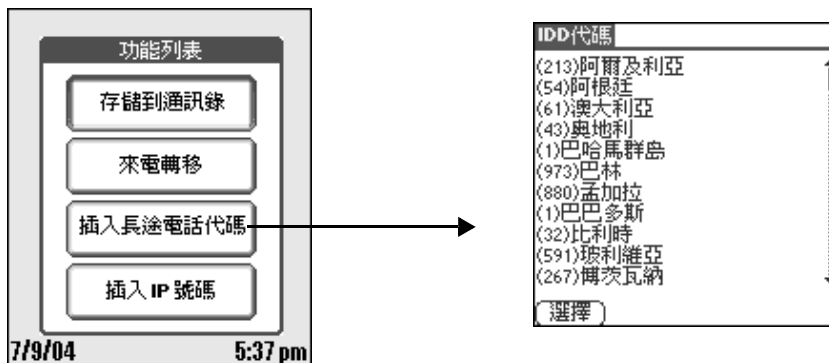 功能列表
存儲到通訊錄
來電轉移
插入長途電話代碼
插入 IP 號碼
7/9/04 5:37 pm
IDD代碼
(213)阿爾及利亞
(54)阿根廷
(61)澳大利亞
(43)奧地利
(1)巴哈馬群島
(973)巴林
(880)孟加拉
(1)巴巴多斯
(32)比利時
(591)玻利維亞
(267)博茨瓦納
選擇